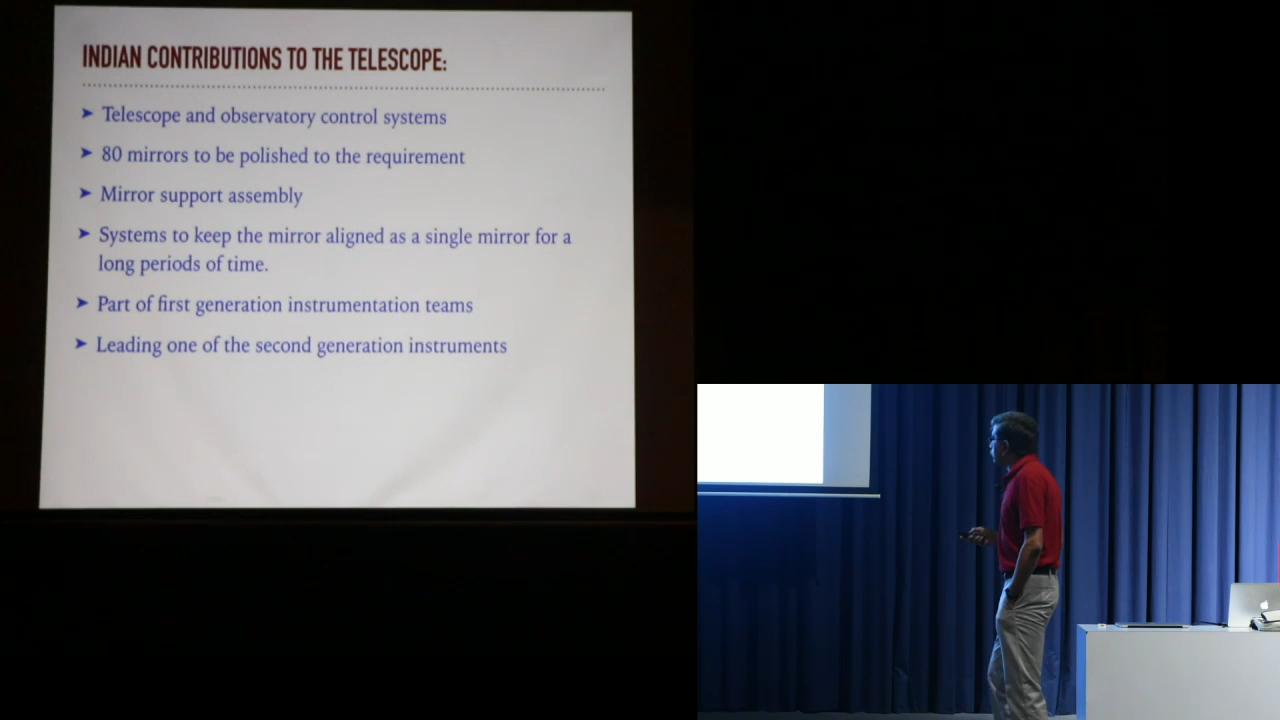 INDIAN CONTRIBUTIONS TO THE TELESCOPE:
➤ Telescope and observatory control systems
➤ 80 mirrors to be polished to the requirement
➤ Mirror support assembly
➤ Systems to keep the mirror aligned as a single mirror for a
long periods of time.
➤ Part of first generation instrumentation teams
➤ Leading one of the second generation instruments